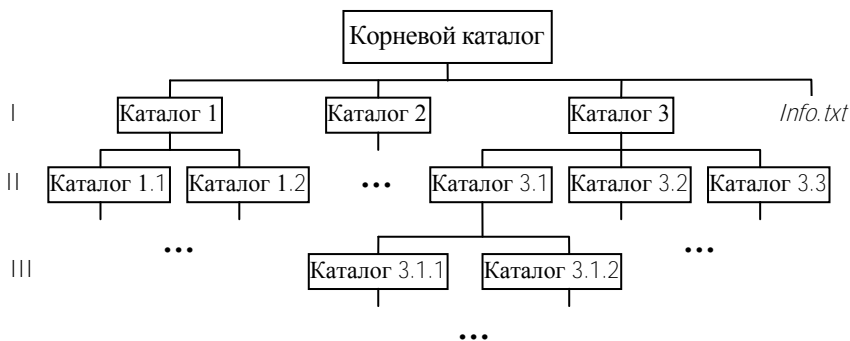 Корневой каталог
I Каталог 1 Каталог 2 Каталог 3 Info.txt
II Каталог 1.1 Каталог 1.2 ... Каталог 3.1 Каталог 3.2 Каталог 3.3
... ...
III Каталог 3.1.1 Каталог 3.1.2
...